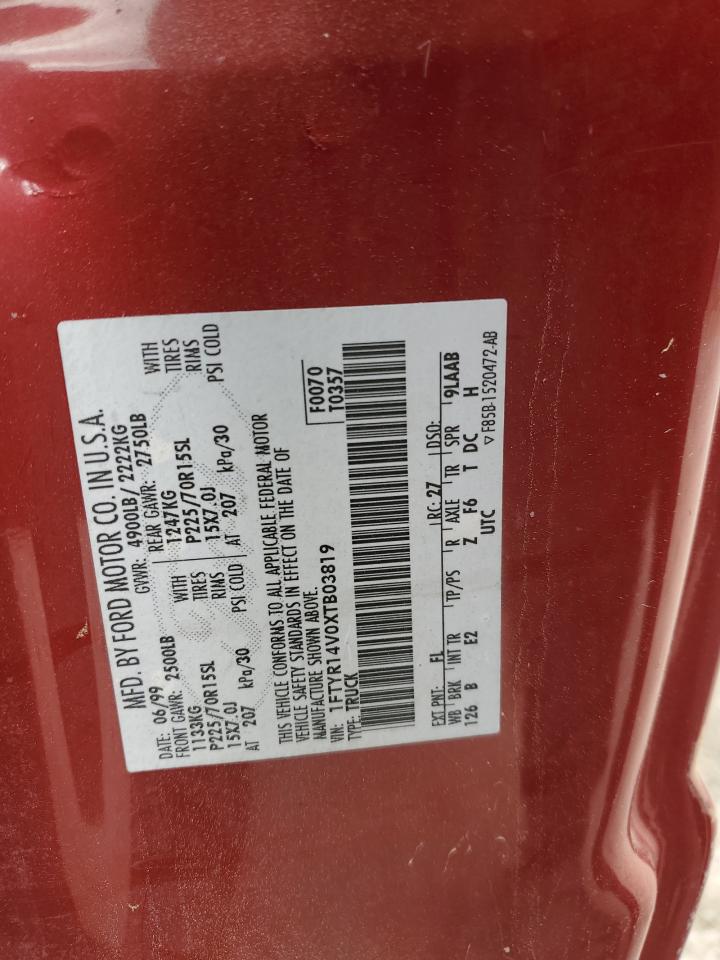 MFD. BY FORD MOTOR CO. IN U.S.A.
DATE: 06/99 GVWR: 4900LB/ 2222KG
FRONT GAWR: 2500LB REAR GAWR: 2750LB
1133KG WITH 1247KG WITH
P225/70R15SL TIRES P225/70R15SL TIRES
15X7.0J RIMS 15X7.0J RIMS
AT 207 kPa/30 PSI COLD AT 207 kPa/30 PSI COLD
THIS VEHICLE CONFORMS TO ALL APPLICABLE FEDERAL MOTOR
VEHICLE SAFETY STANDARDS IN EFFECT ON THE DATE OF
MANUFACTURE SHOWN ABOVE.
VIN: 1FTYR14V0XTB03819 F0070
TYPE: TRUCK T0357
EXT PNT: FL RC: 27 DSO:
WB BRK INT TR TP/PS R AXLE TR SPR 9LAAB
126 B E2 Z F6 T DC H
UTC ▽ F85B-1520472-AB